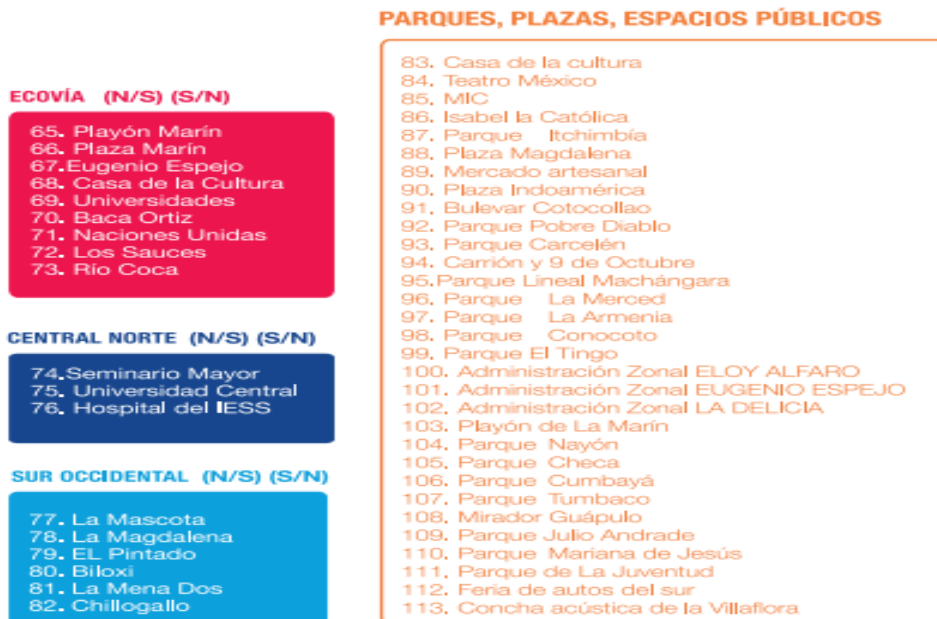 PARQUES, PLAZAS, ESPACIOS PÚBLICOS
ECOVÍA (N/S) (S/N)
65. Playón Marín
66. Plaza Marín
67.Eugenio Espejo
68. Casa de la Cultura
69. Universidades
70. Baca Ortiz
71. Naciones Unidas
72. Los Sauces
73. Río Coca
CENTRAL NORTE (N/S) (S/N)
74.Seminario Mayor
75. Universidad Central
76. Hospital del IESS
SUR OCCIDENTAL (N/S) (S/N)
77. La Mascota
78. La Magdalena
79. EL Pintado
80. Biloxi
81. La Mena Dos
82. Chillogallo
83. Casa de la cultura
84. Teatro México
85. MIC
86. Isabel la Católica
87. Parque Itchimbía
88. Plaza Magdalena
89. Mercado artesanal
90. Plaza Indoamérica
91. Bulevar Cotocollao
92. Parque Pobre Diablo
93. Parque Carcelén
94. Carrión y 9 de Octubre
95.Parque Lineal Machángara
96. Parque La Merced
97. Parque La Armenia
98. Parque Conocoto
99. Parque El Tingo
100. Administración Zonal ELOY ALFARO
101. Administración Zonal EUGENIO ESPEJO
102. Administración Zonal LA DELICIA
103. Playón de La Marín
104. Parque Nayón
105. Parque Checa
106. Parque Cumbayá
107. Parque Tumbaco
108. Mirador Guápulo
109. Parque Julio Andrade
110. Parque Mariana de Jesús
111. Parque de La Juventud
112. Feria de autos del sur
113. Concha acústica de la Villaflora